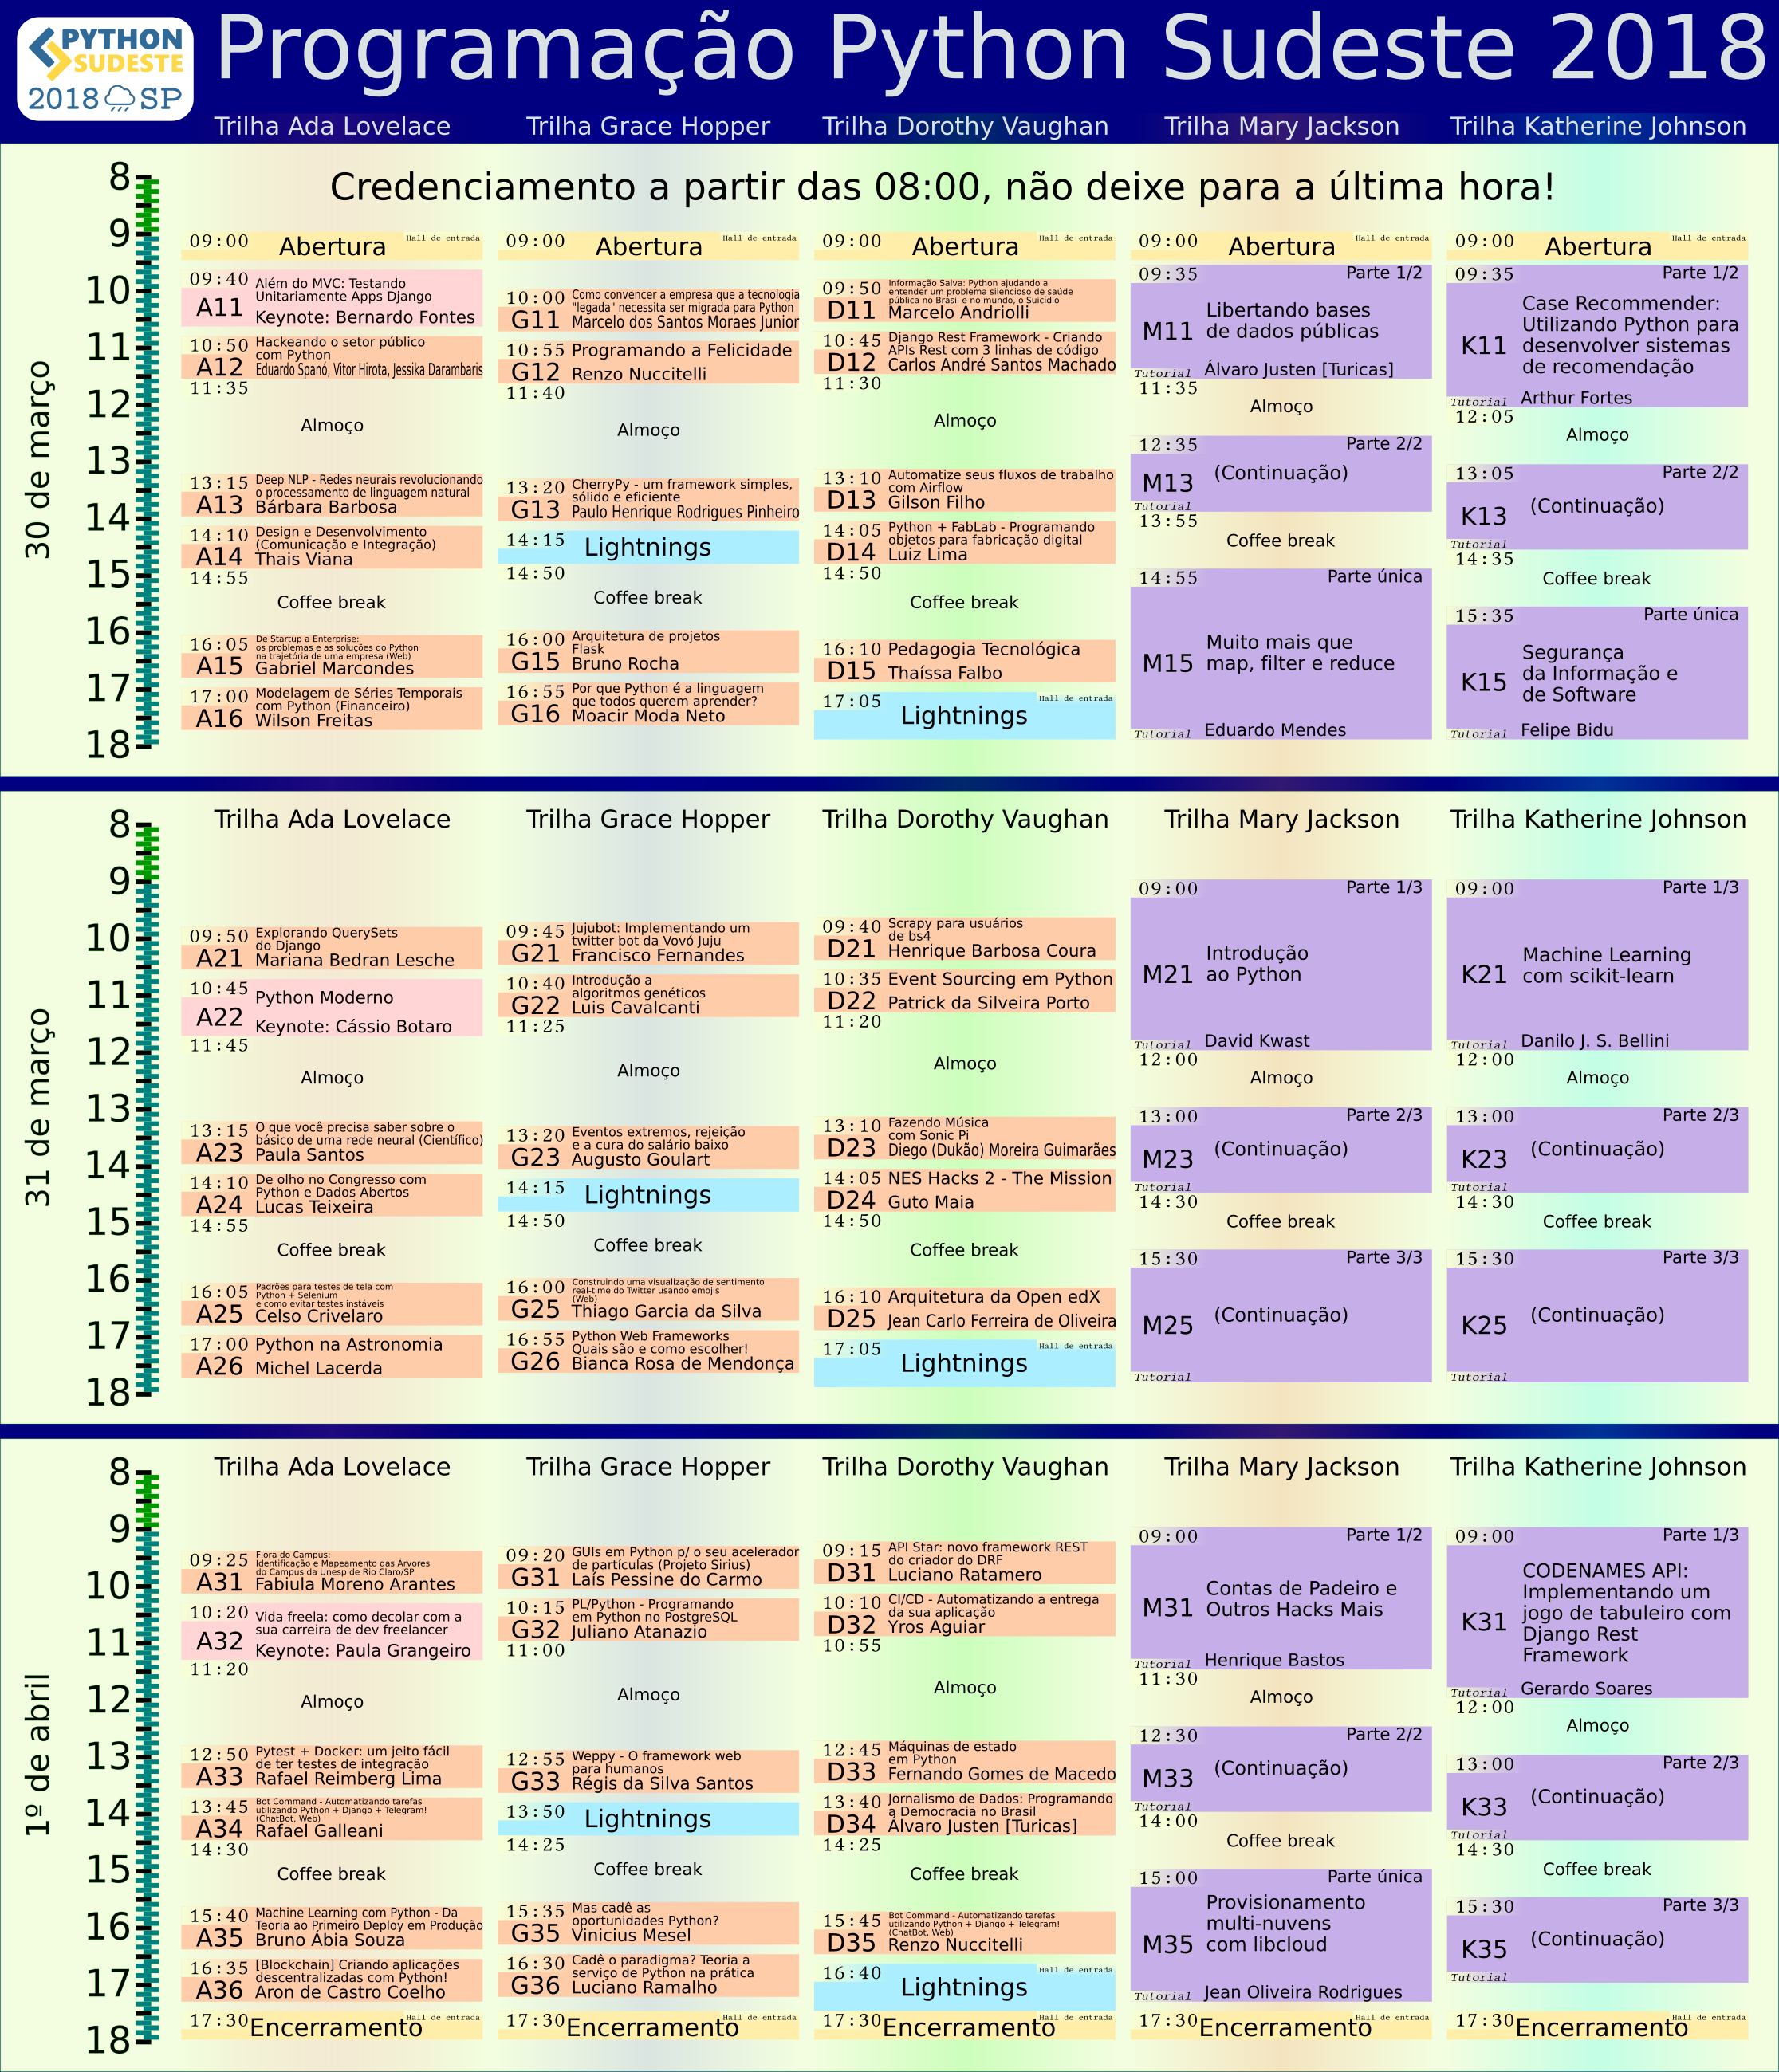 PYTHON
SUDESTE
2018 SP
Programação Python Sudeste 2018
Trilha Ada Lovelace
Trilha Grace Hopper
Trilha Dorothy Vaughan
Trilha Mary Jackson
Trilha Katherine Johnson
30 de março
8
9
10
11
12
13
14
15
16
17
18
Credenciamento a partir das 08:00, não deixe para a última hora!
09:00 Abertura Hall de entrada
09:40 Além do MVC: Testando
Unitariamente Apps Django
A11 Keynote: Bernardo Fontes
10:50 Hackeando o setor público
com Python
A12 Eduardo Spanó, Vitor Hirota, Jessika Darambaris
11:35
Almoço
13:15 Deep NLP - Redes neurais revolucionando
o processamento de linguagem natural
A13 Bárbara Barbosa
14:10 Design e Desenvolvimento
(Comunicação e Integração)
A14 Thais Viana
14:55
Coffee break
16:05 De Startup a Enterprise:
os problemas e as soluções do Python
na trajetória de uma empresa (Web)
A15 Gabriel Marcondes
17:00 Modelagem de Séries Temporais
com Python (Financeiro)
A16 Wilson Freitas
09:00 Abertura Hall de entrada
10:00 Como convencer a empresa que a tecnologia
"legada" necessita ser migrada para Python
G11 Marcelo dos Santos Moraes Junior
10:55 Programando a Felicidade
G12 Renzo Nuccitelli
11:40
Almoço
13:20 CherryPy - um framework simples,
sólido e eficiente
G13 Paulo Henrique Rodrigues Pinheiro
14:15 Lightnings
14:50
Coffee break
16:00 Arquitetura de projetos
Flask
G15 Bruno Rocha
16:55 Por que Python é a linguagem
que todos querem aprender?
G16 Moacir Moda Neto
09:00 Abertura Hall de entrada
09:50 Informação Salva: Python ajudando a
entender um problema silencioso de saúde
pública no Brasil e no mundo, o Suicídio
D11 Marcelo Andriolli
10:45 Django Rest Framework - Criando
APIs Rest com 3 linhas de código
D12 Carlos André Santos Machado
11:30
Almoço
13:10 Automatize seus fluxos de trabalho
com Airflow
D13 Gilson Filho
14:05 Python + FabLab - Programando
objetos para fabricação digital
D14 Luiz Lima
14:50
Coffee break
16:10 Pedagogia Tecnológica
D15 Thaíssa Falbo
17:05 Lightnings Hall de entrada
09:00 Abertura Hall de entrada
09:35 Parte 1/2
Libertando bases
de dados públicas
M11
Tutorial Álvaro Justen [Turicas]
11:35
Almoço
12:35 Parte 2/2
(Continuação)
M13
Tutorial
13:55
Coffee break
14:55 Parte única
Muito mais que
map, filter e reduce
M15
Tutorial Eduardo Mendes
09:00 Abertura Hall de entrada
09:35 Parte 1/2
Case Recommender:
Utilizando Python para
desenvolver sistemas
de recomendação
K11
Tutorial Arthur Fortes
12:05
Almoço
13:05 Parte 2/2
(Continuação)
K13
Tutorial
14:35
Coffee break
15:35 Parte única
Segurança
da Informação e
de Software
K15
Tutorial Felipe Bidu
31 de março
8
9
10
11
12
13
14
15
16
17
18
Trilha Ada Lovelace
09:50 Explorando QuerySets
do Django
A21 Mariana Bedran Lesche
10:45 Python Moderno
A22 Keynote: Cássio Botaro
11:45
Almoço
13:15 O que você precisa saber sobre o
básico de uma rede neural (Científico)
A23 Paula Santos
14:10 De olho no Congresso com
Python e Dados Abertos
A24 Lucas Teixeira
14:55
Coffee break
16:05 Padrões para testes de tela com
Python + Selenium
e como evitar testes instáveis
A25 Celso Crivelaro
17:00 Python na Astronomia
A26 Michel Lacerda
Trilha Grace Hopper
09:45 Jujubot: Implementando um
twitter bot da Vovó Juju
G21 Francisco Fernandes
10:40 Introdução a
algoritmos genéticos
G22 Luis Cavalcanti
11:25
Almoço
13:20 Eventos extremos, rejeição
e a cura do salário baixo
G23 Augusto Goulart
14:15 Lightnings
14:50
Coffee break
16:00 Construindo uma visualização de sentimento
real-time do Twitter usando emojis
(Web)
G25 Thiago Garcia da Silva
16:55 Python Web Frameworks
Quais são e como escolher!
G26 Bianca Rosa de Mendonça
Trilha Dorothy Vaughan
09:40 Scrapy para usuários
de bs4
D21 Henrique Barbosa Coura
10:35 Event Sourcing em Python
D22 Patrick da Silveira Porto
11:20
Almoço
13:10 Fazendo Música
com Sonic Pi
D23 Diego (Dukão) Moreira Guimarães
14:05 NES Hacks 2 - The Mission
D24 Guto Maia
14:50
Coffee break
16:10 Arquitetura da Open edX
D25 Jean Carlo Ferreira de Oliveira
17:05 Lightnings Hall de entrada
Trilha Mary Jackson
09:00 Parte 1/3
Introdução
ao Python
M21
Tutorial David Kwast
12:00
Almoço
13:00 Parte 2/3
(Continuação)
M23
Tutorial
14:30
Coffee break
15:30 Parte 3/3
(Continuação)
M25
Tutorial
Trilha Katherine Johnson
09:00 Parte 1/3
Machine Learning
com scikit-learn
K21
Tutorial Danilo J. S. Bellini
12:00
Almoço
13:00 Parte 2/3
(Continuação)
K23
Tutorial
14:30
Coffee break
15:30 Parte 3/3
(Continuação)
K25
Tutorial
1º de abril
8
9
10
11
12
13
14
15
16
17
18
Trilha Ada Lovelace
09:25 Flora do Campus:
Identificação e Mapeamento das Árvores
do Campus da Unesp de Rio Claro/SP
A31 Fabiula Moreno Arantes
10:20 Vida freela: como decolar com a
sua carreira de dev freelancer
A32 Keynote: Paula Grangeiro
11:20
Almoço
12:50 Pytest + Docker: um jeito fácil
de ter testes de integração
A33 Rafael Reimberg Lima
13:45 Bot Command - Automatizando tarefas
utilizando Python + Django + Telegram!
(ChatBot, Web)
A34 Rafael Galleani
14:30
Coffee break
15:40 Machine Learning com Python - Da
Teoria ao Primeiro Deploy em Produção
A35 Bruno Ábia Souza
16:35 [Blockchain] Criando aplicações
descentralizadas com Python!
A36 Aron de Castro Coelho
17:30 Encerramento Hall de entrada
Trilha Grace Hopper
09:20 GUIs em Python p/ o seu acelerador
de partículas (Projeto Sirius)
G31 Laís Pessine do Carmo
10:15 PL/Python - Programando
em Python no PostgreSQL
G32 Juliano Atanazio
11:00
Almoço
12:55 Weppy - O framework web
para humanos
G33 Régis da Silva Santos
13:50 Lightnings
14:25
Coffee break
15:35 Mas cadê as
oportunidades Python?
G35 Vinicius Mesel
16:30 Cadê o paradigma? Teoria a
serviço de Python na prática
G36 Luciano Ramalho
17:30 Encerramento Hall de entrada
Trilha Dorothy Vaughan
09:15 API Star: novo framework REST
do criador do DRF
D31 Luciano Ratamero
10:10 CI/CD - Automatizando a entrega
da sua aplicação
D32 Yros Aguiar
10:55
Almoço
12:45 Máquinas de estado
em Python
D33 Fernando Gomes de Macedo
13:40 Jornalismo de Dados: Programando
a Democracia no Brasil
D34 Álvaro Justen [Turicas]
14:25
Coffee break
15:45 Bot Command - Automatizando tarefas
utilizando Python + Django + Telegram!
(ChatBot, Web)
D35 Renzo Nuccitelli
16:40 Lightnings Hall de entrada
17:30 Encerramento Hall de entrada
Trilha Mary Jackson
09:00 Parte 1/2
Contas de Padeiro e
Outros Hacks Mais
M31
Tutorial Henrique Bastos
11:30
Almoço
12:30 Parte 2/2
(Continuação)
M33
Tutorial
14:00
Coffee break
15:00 Parte única
Provisionamento
multi-nuvens
com libcloud
M35
Tutorial Jean Oliveira Rodrigues
17:30 Encerramento Hall de entrada
Trilha Katherine Johnson
09:00 Parte 1/3
CODENAMES API:
Implementando um
jogo de tabuleiro com
Django Rest
Framework
K31
Tutorial Gerardo Soares
12:00
Almoço
13:00 Parte 2/3
(Continuação)
K33
Tutorial
14:30
Coffee break
15:30 Parte 3/3
(Continuação)
K35
Tutorial
17:30 Encerramento Hall de entrada